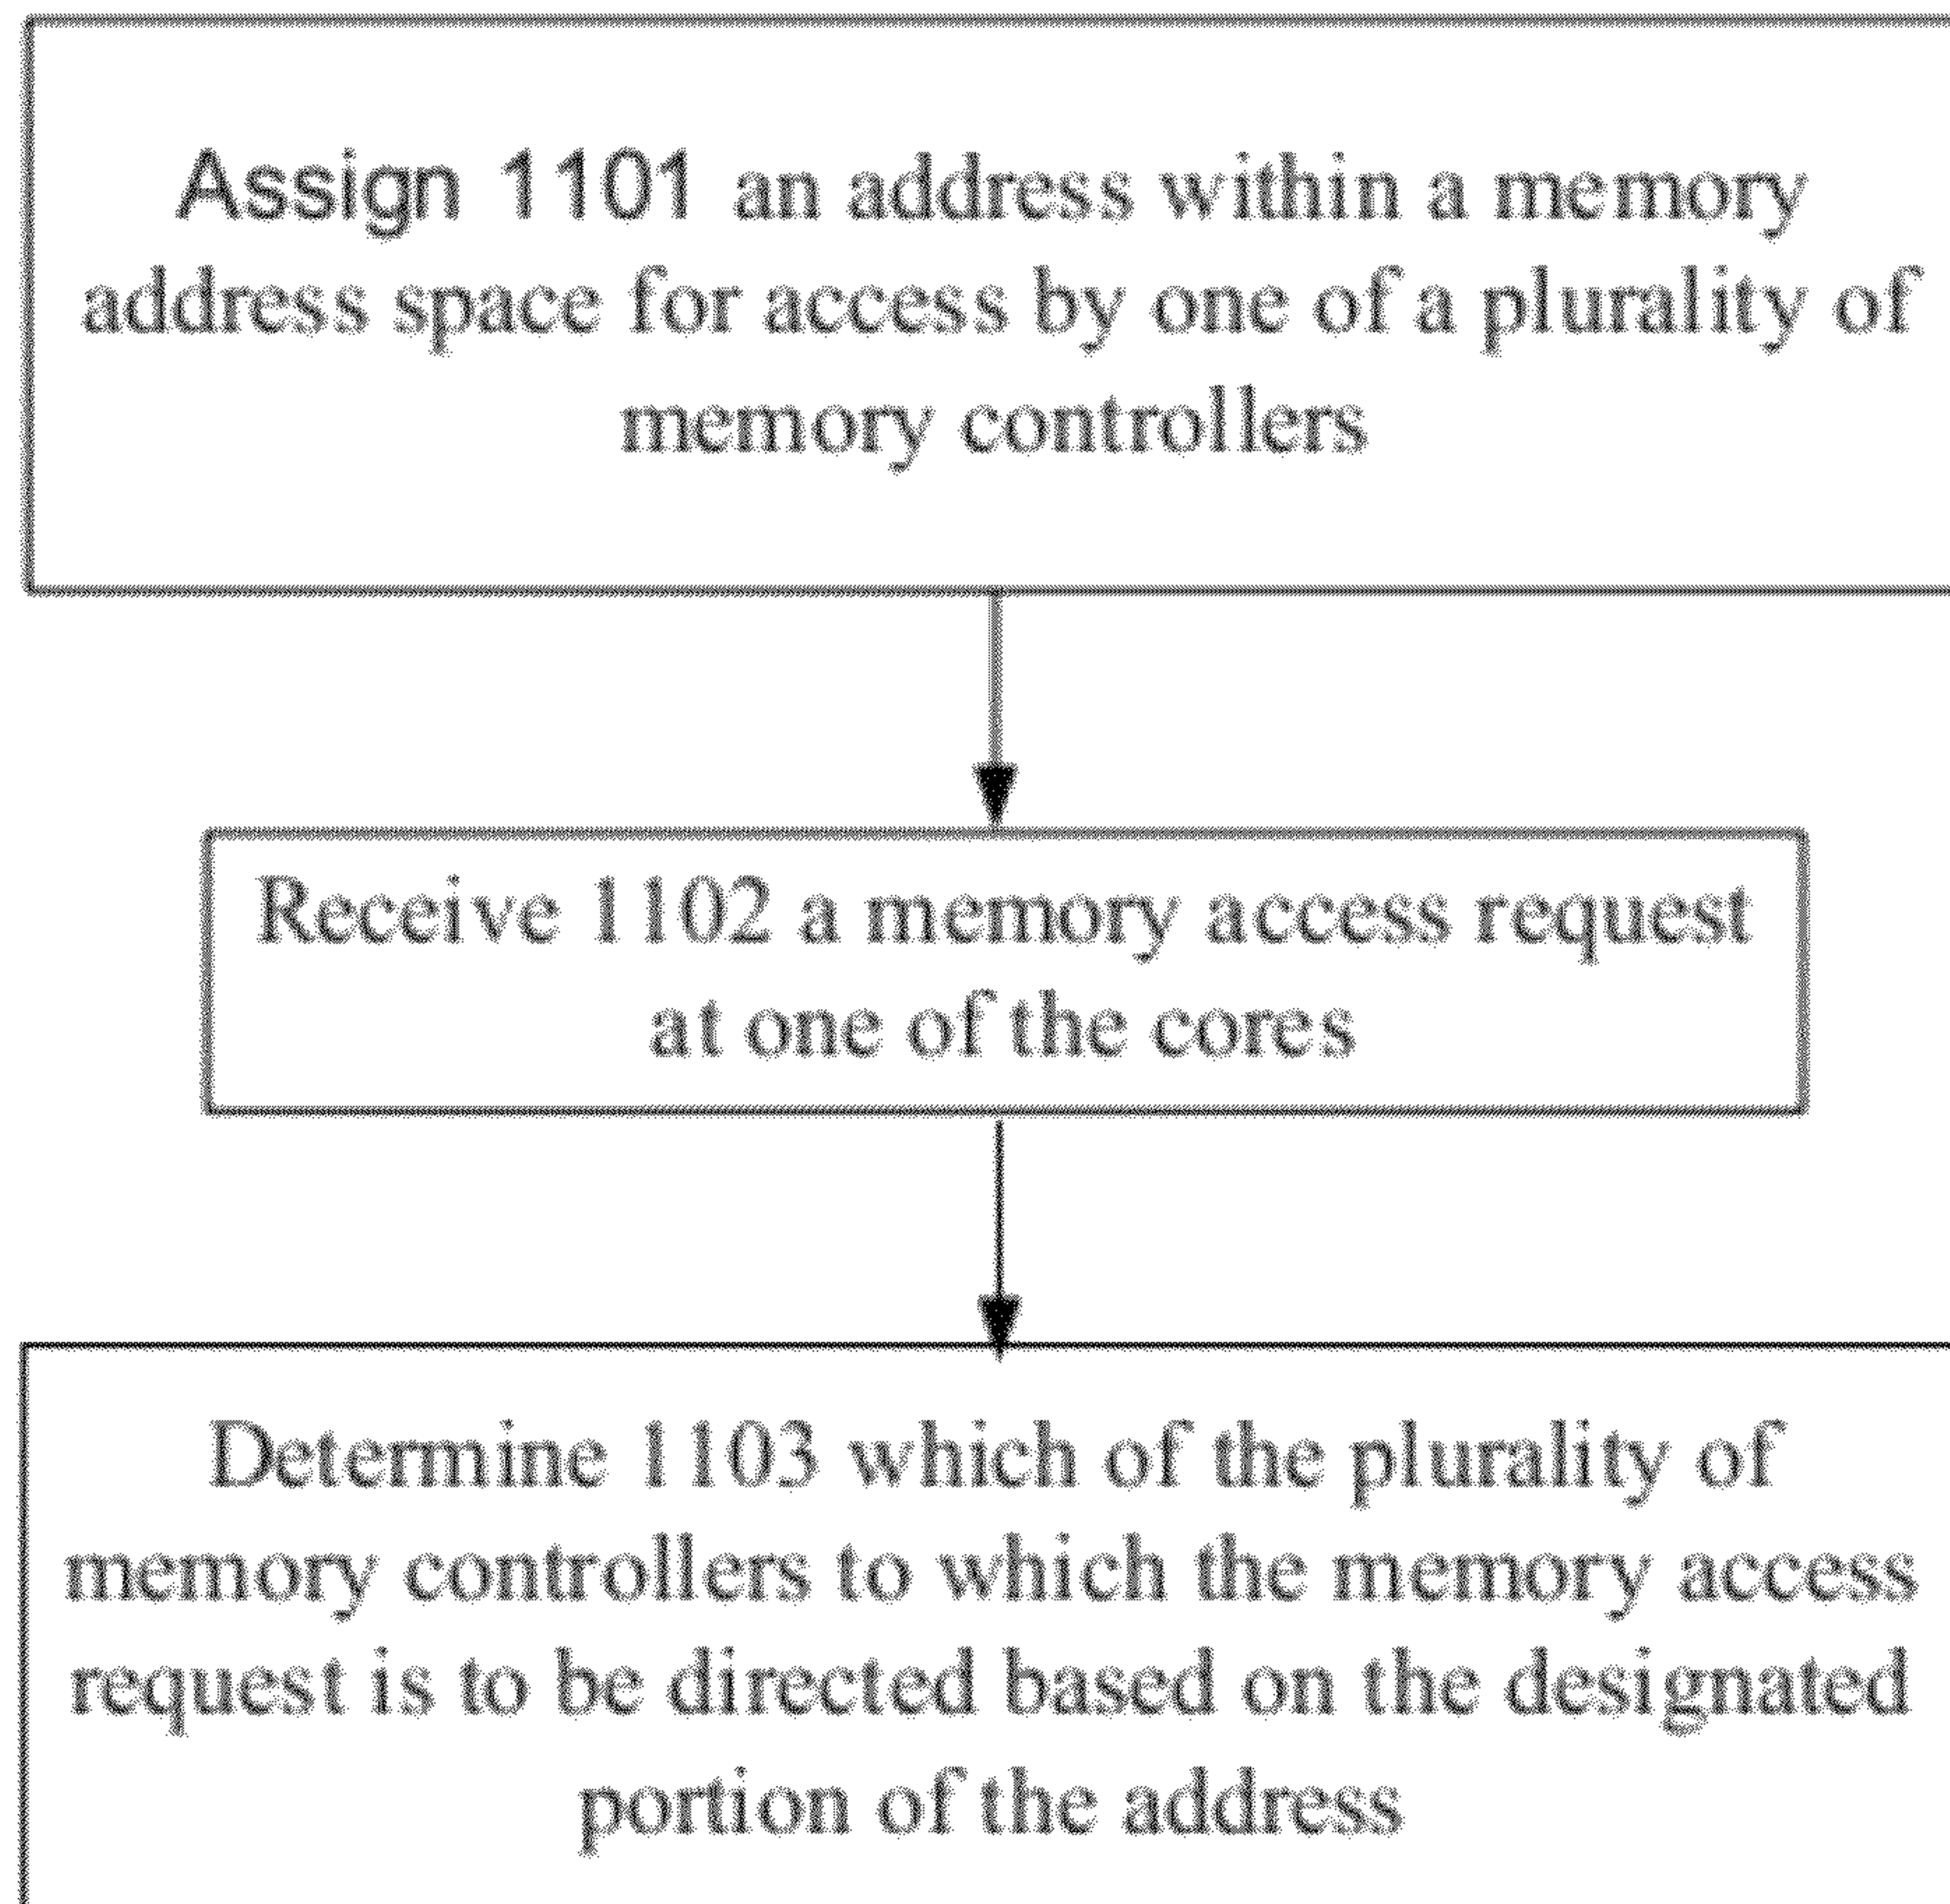 Assign 1101 an address within a memory
address space for access by one of a plurality of
memory controllers
Receive 1102 a memory access request
at one of the cores
Determine 1103 which of the plurality of
memory controllers to which the memory access
request is to be directed based on the designated
portion of the address